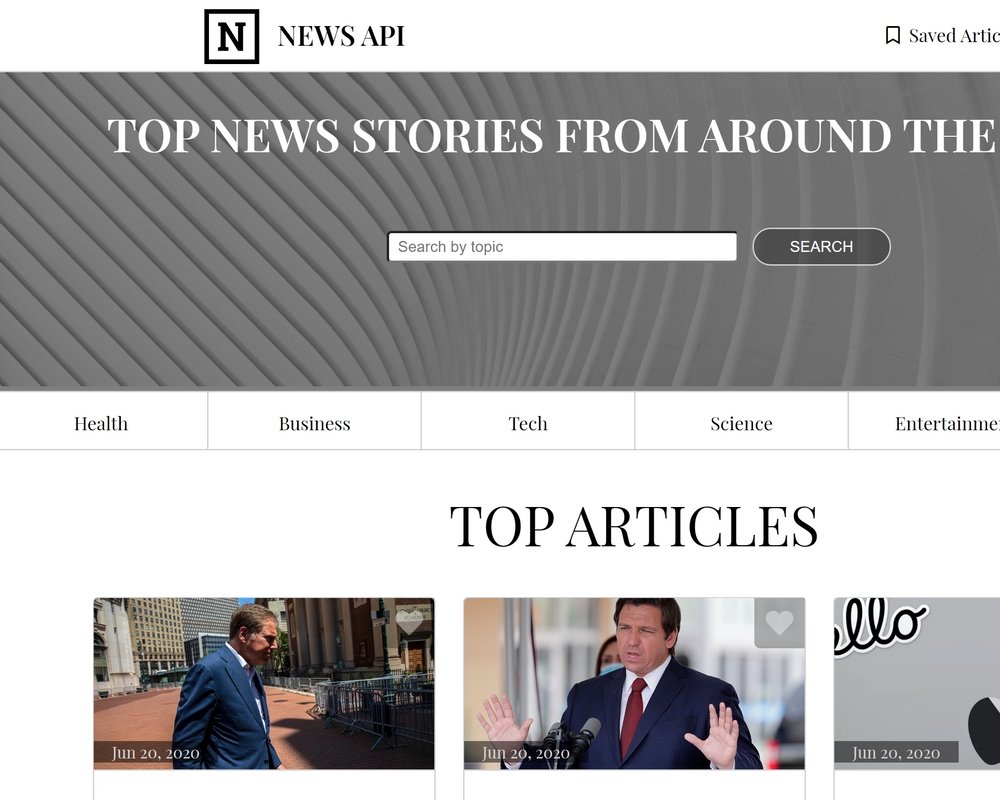 N NEWS API
Saved Artic
TOP NEWS STORIES FROM AROUND THE
Search by topic
SEARCH
Health
Business
Tech
Science
Entertainme
TOP ARTICLES
ello
Jun 20, 2020
Jun 20, 2020
Jun 20, 2020